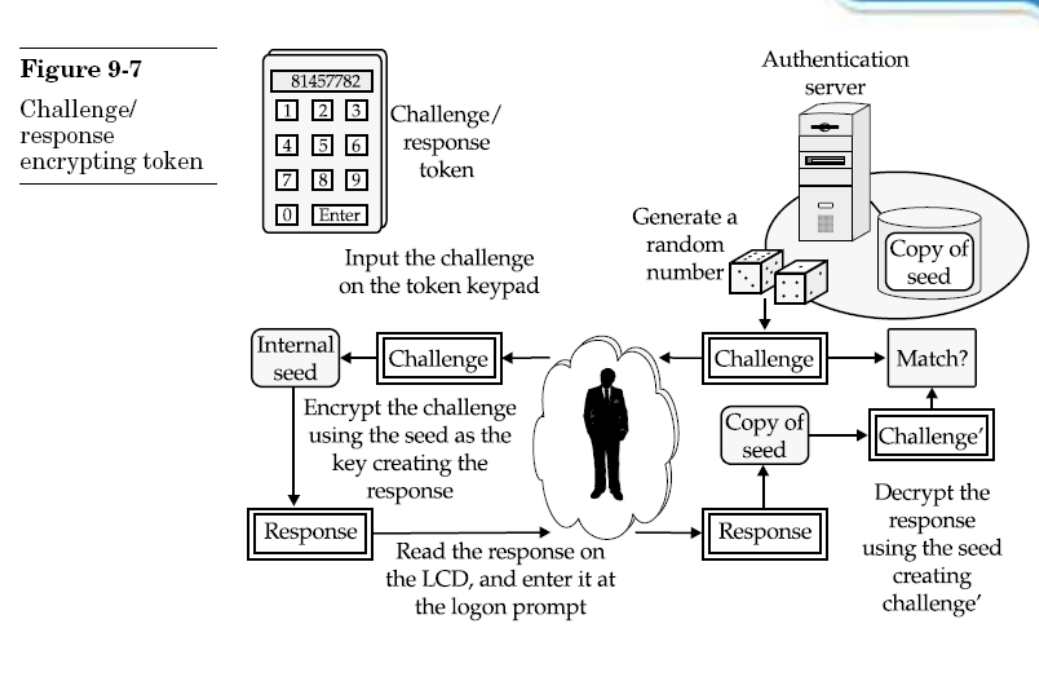 Figure 9-7
Challenge/
response
encrypting token
81457782
1 2 3
4 5 6
7 8 9
0 Enter
Challenge/
response
token
Authentication
server
Generate a
random
number
Copy of
seed
Input the challenge
on the token keypad
Internal
seed
Challenge
Challenge
Match?
Encrypt the challenge
using the seed as the
key creating the
response
Copy of
seed
Challenge′
Response
Read the response on
the LCD, and enter it at
the logon prompt
Response
Decrypt the
response
using the seed
creating
challenge′